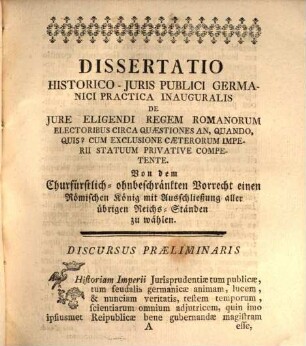 DISSERTATIO
HISTORICO-JURIS PUBLICI GERMA-
NICI PRACTICA INAUGURALIS
DE
JURE ELIGENDI REGEM ROMANORUM
ELECTORIBUS CIRCA QUÆSTIONES AN, QUANDO,
QUIS? CUM EXCLUSIONE CÆTERORUM IMPE-
RII STATUUM PRIVATIVE COMPE-
TENTE.
Von dem
Churfürstlich-ohnbeschränkten Vorrecht einen
Römischen König mit Ausschliesung aller
übrigen Reichs-Ständen
zu wählen.
DISCURSUS PRÆLIMINARIS
Historiam Imperii Jurisprudentiæ tum publicæ,
tum feudalis germanicæ animam, lucem,
& nunciam veritatis, testem temporum,
scientiarum omnium adjutricem, quin imo
ipsiusmet Reipublicæ bene gubernandæ magistram
A esse,